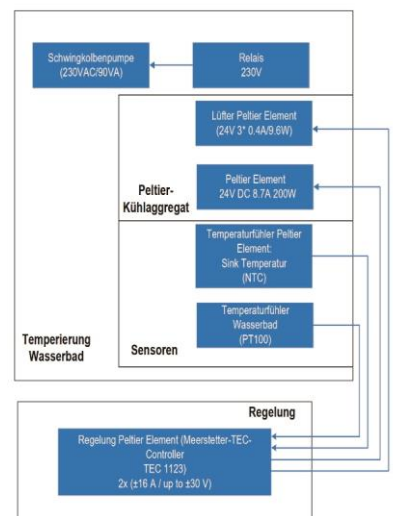 Schwingkolbenpumpe
(230VAC/90VA)
Relais
230V
Lüfter Peltier Element
(24V 3* 0.4A/9.6W)
Peltier Element
24V DC 8.7A 200W
Peltier-
Kühlaggregat
Temperaturfühler Peltier
Element:
Sink Temperatur
(NTC)
Temperaturfühler
Wasserbad
(PT100)
Temperierung
Wasserbad
Sensoren
Regelung
Regelung Peltier Element (Meerstetter-TEC-
Controller
TEC 1123)
2x (±16 A / up to ±30 V)